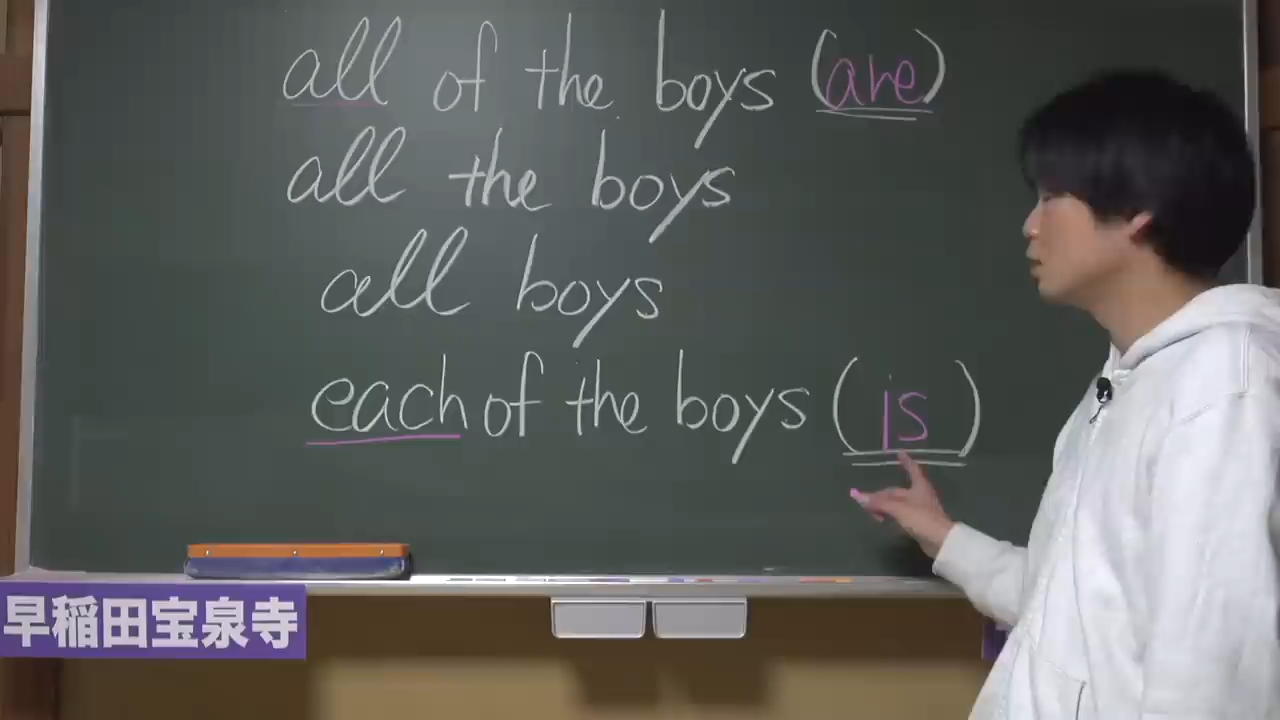 all of the boys (are)
all the boys
all boys
each of the boys (is)
早稲田宝泉寺